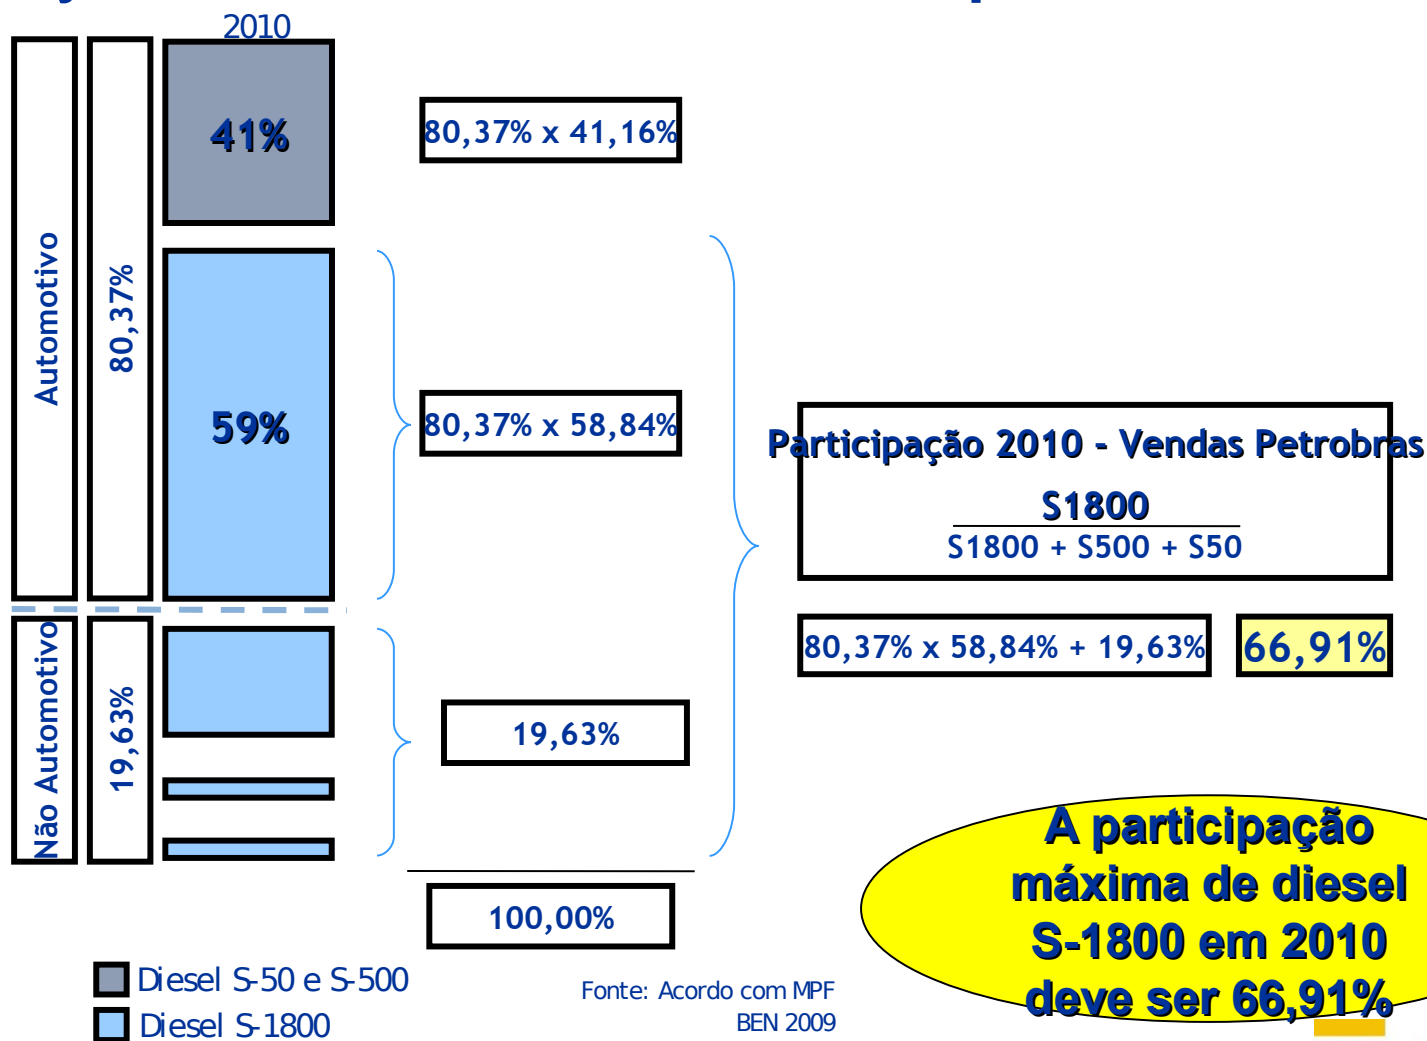 2010
Automotivo
80,37%
41%
80,37% x 41,16%
59%
80,37% x 58,84%
Participação 2010 - Vendas Petrobras
S1800
S1800 + S500 + S50
80,37% x 58,84% + 19,63%
66,91%
Não Automotivo
19,63%
19,63%
100,00%
A participação
máxima de diesel
S-1800 em 2010
deve ser 66,91%
Diesel S-50 e S-500
Diesel S-1800
Fonte: Acordo com MPF
BEN 2009